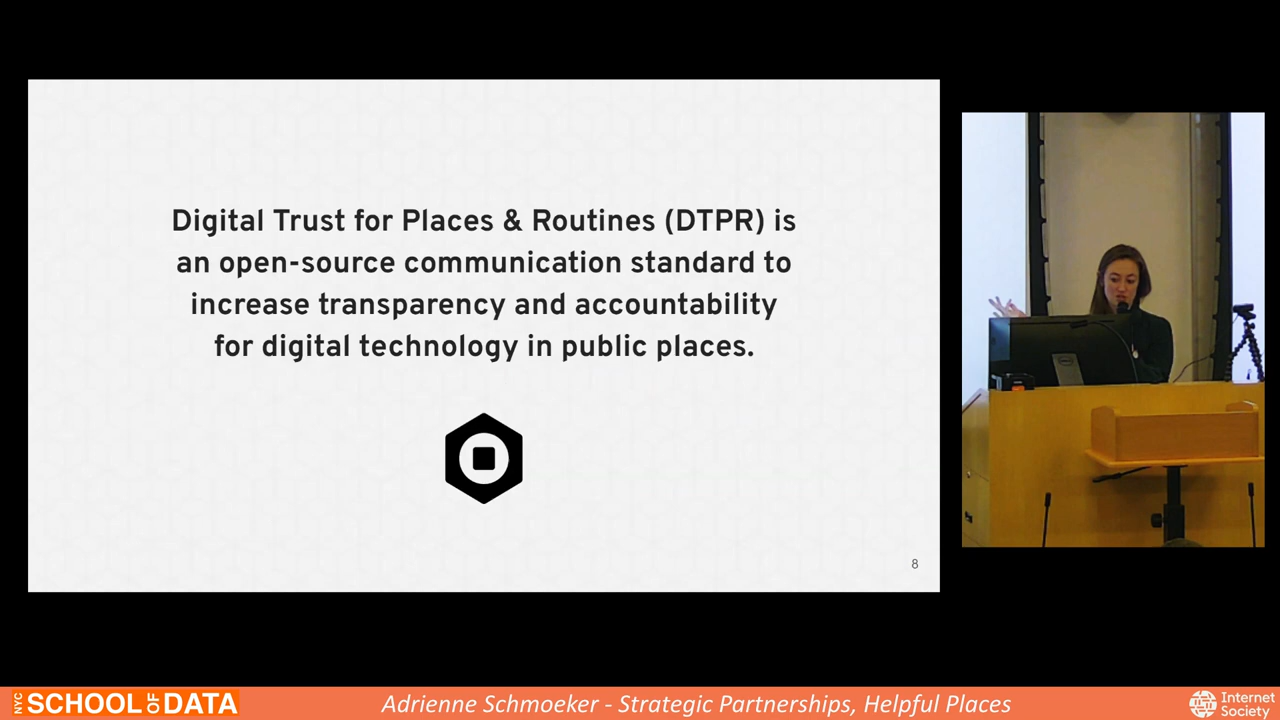 Digital Trust for Places & Routines (DTPR) is
an open-source communication standard to
increase transparency and accountability
for digital technology in public places.
8
NYC SCHOOL OF DATA
Adrienne Schmoeker - Strategic Partnerships, Helpful Places
Internet
Society